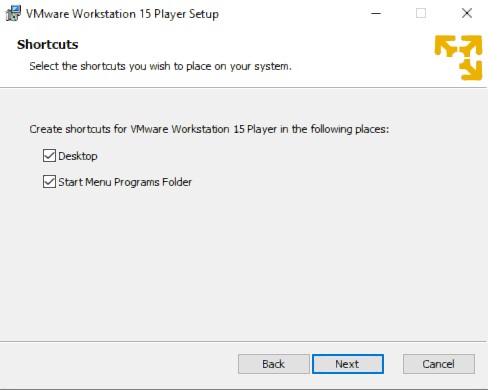 VMware Workstation 15 Player Setup
Shortcuts
Select the shortcuts you wish to place on your system.
Create shortcuts for VMware Workstation 15 Player in the following places:
Desktop
Start Menu Programs Folder
Back Next Cancel